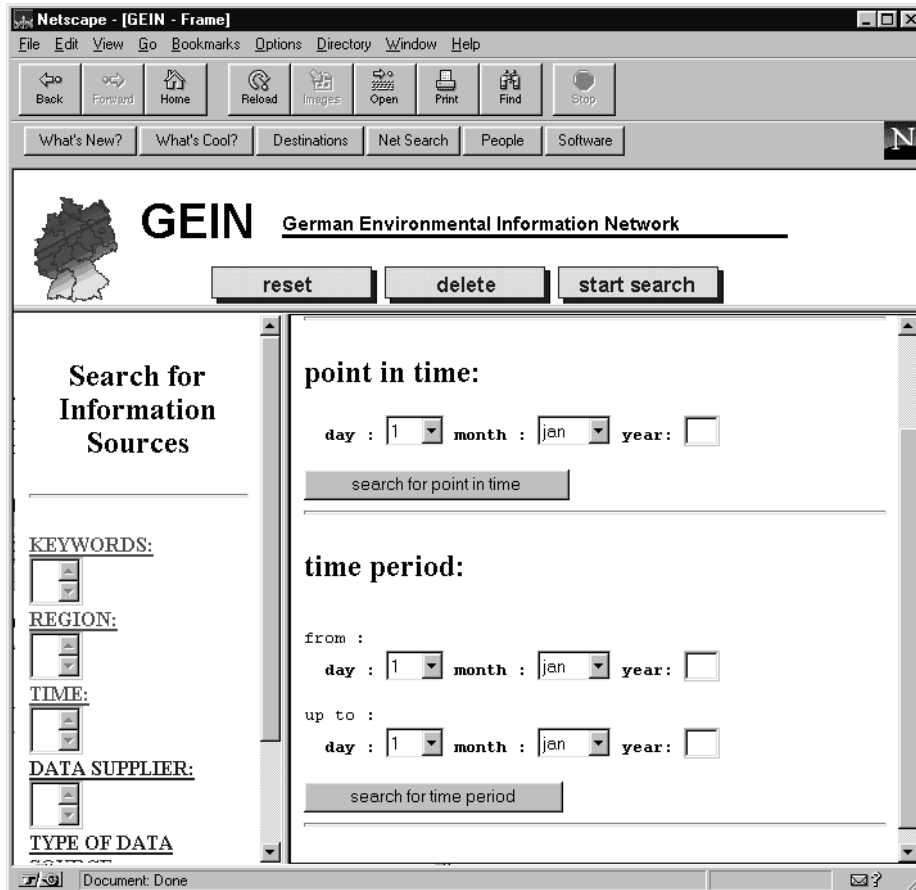 Netscape - [GEIN - Frame]
File Edit View Go Bookmarks Options Directory Window Help
Back Forward Home Reload Images Open Print Find Stop
What's New? What's Cool? Destinations Net Search People Software
N
GEIN German Environmental Information Network
reset delete start search
Search for
Information
Sources
KEYWORDS:
REGION:
TIME:
DATA SUPPLIER:
TYPE OF DATA
point in time:
day : 1 month : jan year:
search for point in time
time period:
from :
day : 1 month : jan year:
up to :
day : 1 month : jan year:
search for time period
Document: Done